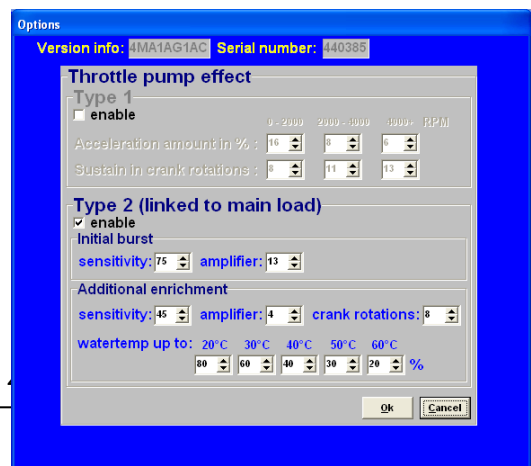 Options
Version info: 4MA1AG1AC Serial number: 440385
Throttle pump effect
Type 1
enable
0 - 2000 2000 - 4000 4000+ RPM
Acceleration amount in % : 16 8 6
Sustain in crank rotations : 8 11 13
Type 2 (linked to main load)
enable
Initial burst
sensitivity: 75 amplifier: 13
Additional enrichment
sensitivity: 45 amplifier: 4 crank rotations: 8
watertemp up to: 20°C 30°C 40°C 50°C 60°C
80 60 40 30 20 %
Ok Cancel